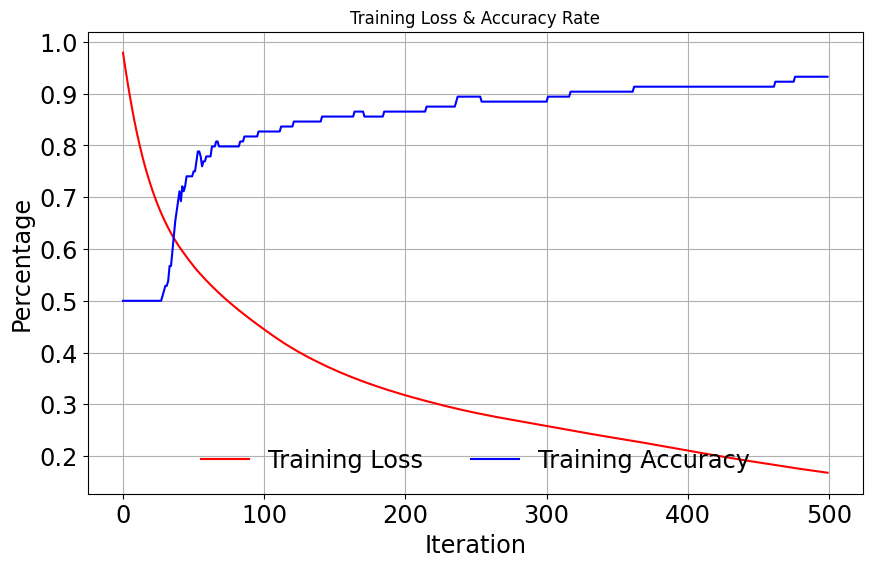 Training Loss & Accuracy Rate
1.0
0.9
0.8
0.7
0.6
0.5
0.4
0.3
0.2
Percentage
Training Loss Training Accuracy
0 100 200 300 400 500
Iteration